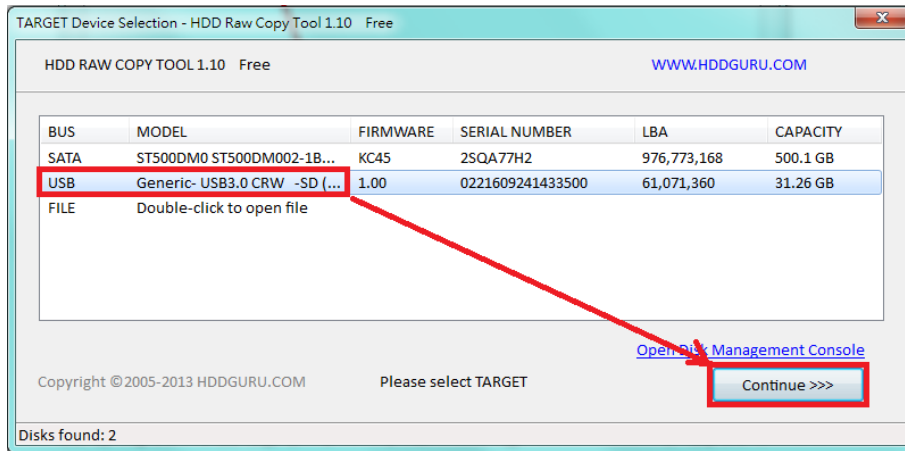 TARGET Device Selection - HDD Raw Copy Tool 1.10 Free
HDD RAW COPY TOOL 1.10 Free WWW.HDDGURU.COM
BUS MODEL FIRMWARE SERIAL NUMBER LBA CAPACITY
SATA ST500DM0 ST500DM002-1B... KC45 2SQA77H2 976,773,168 500.1 GB
USB Generic- USB3.0 CRW -SD (... 1.00 0221609241433500 61,071,360 31.26 GB
FILE Double-click to open file
Open Disk Management Console
Copyright ©2005-2013 HDDGURU.COM Please select TARGET Continue >>>
Disks found: 2